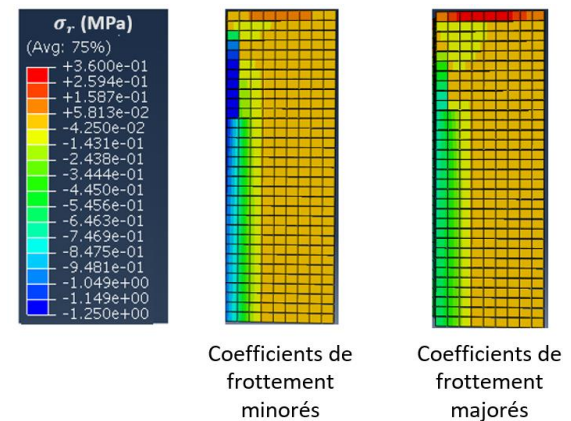 σr (MPa)
(Avg: 75%)
+3.600e-01
+2.594e-01
+1.587e-01
+5.813e-02
-4.250e-02
-1.431e-01
-2.438e-01
-3.444e-01
-4.450e-01
-5.456e-01
-6.463e-01
-7.469e-01
-8.475e-01
-9.481e-01
-1.049e+00
-1.149e+00
-1.250e+00
Coefficients de
frottement
minorés
Coefficients de
frottement
majorés